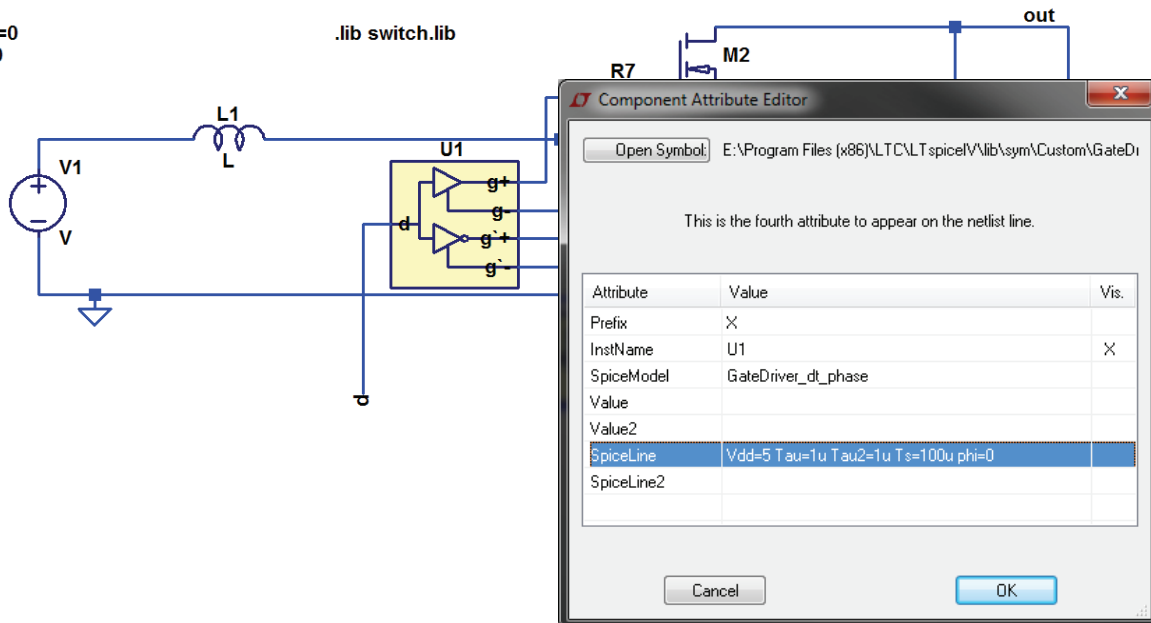 =0
.lib switch.lib
out
M2
R7
L1
L
V1
V
U1
g+
g-
d
g`+
g`-
d
Component Attribute Editor
Open Symbol: E:\Program Files (x86)\LTC\LTspiceIV\lib\sym\Custom\GateDr
This is the fourth attribute to appear on the netlist line.
Attribute Value Vis.
Prefix X
InstName U1 X
SpiceModel GateDriver_dt_phase
Value
Value2
SpiceLine Vdd=5 Tau=1u Tau2=1u Ts=100u phi=0
SpiceLine2
Cancel OK